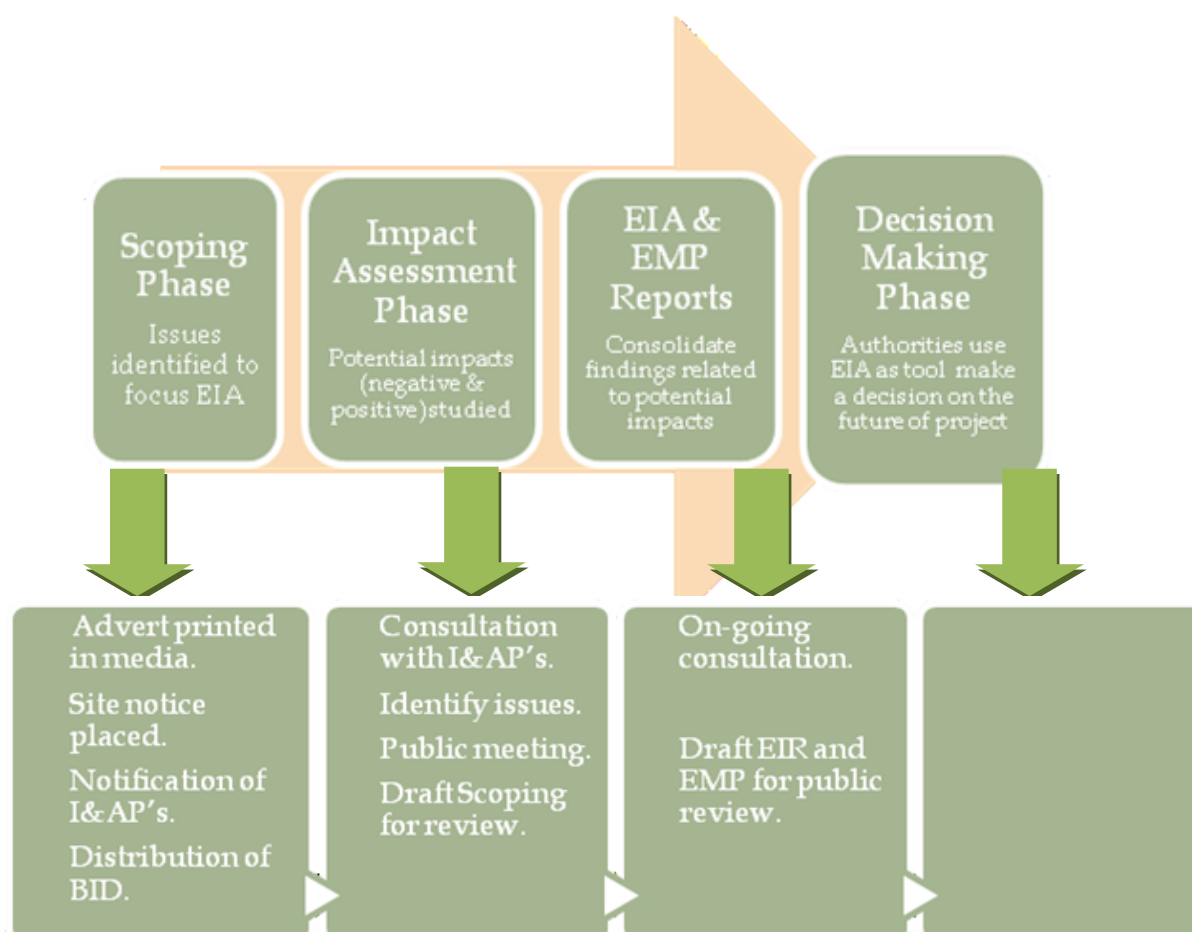 Scoping
Phase
Issues
identified to
focus EIA
Impact
Assessment
Phase
Potential impacts
(negative &
positive)studied
EIA &
EMP
Reports
Consolidate
findings related
to potential
impacts
Decision
Making
Phase
Authorities use
EIA as tool make
a decision on the
future of project
Advert printed
in media.
Site notice
placed.
Notification of
I&AP's.
Distribution of
BID.
Consultation
with I&AP's.
Identify issues.
Public meeting.
Draft Scoping
for review.
On-going
consultation.
Draft EIR and
EMP for public
review.